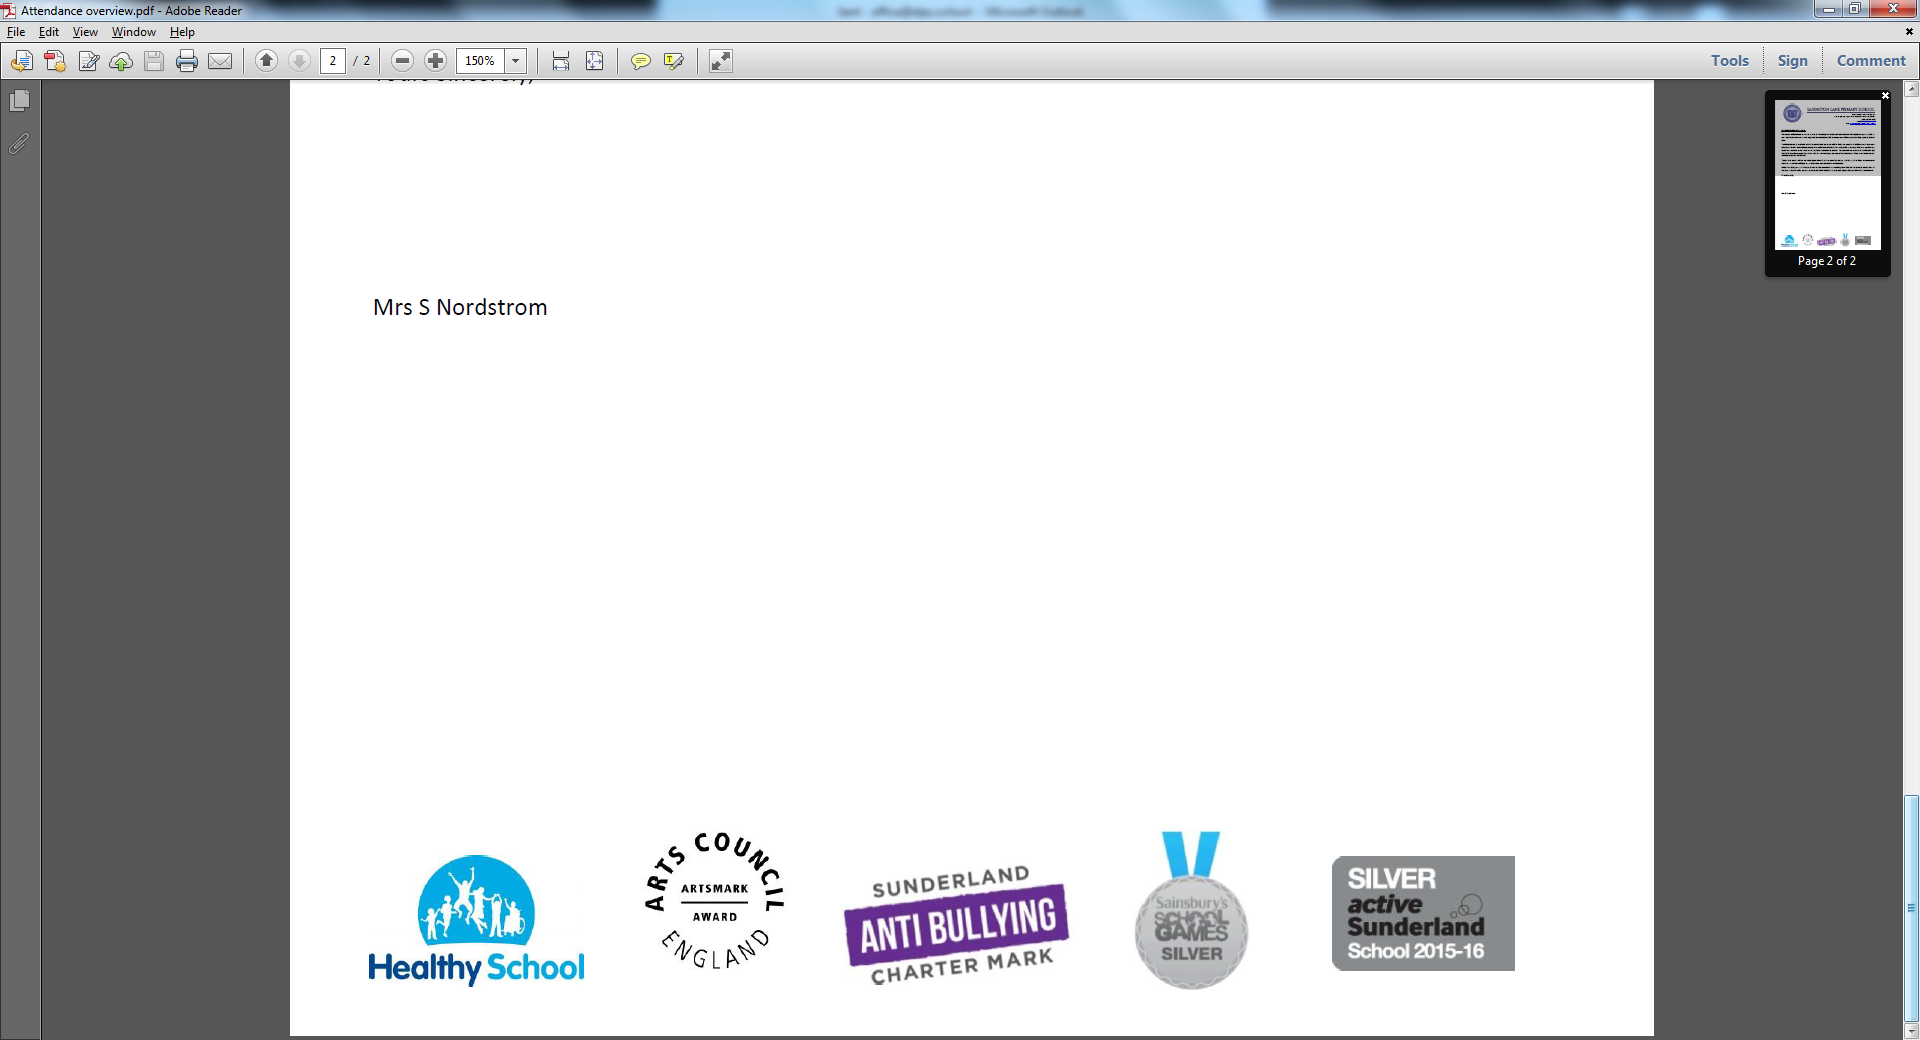 Attendance overview.pdf - Adobe Reader
File Edit View Window Help
2 / 2
150%
Tools Sign Comment
Page 2 of 2
Mrs S Nordstrom
ARTS COUNCIL
ARTSMARK
AWARD
ENGLAND
Healthy School
SUNDERLAND
ANTI BULLYING
CHARTER MARK
Sainsbury's
SCHOOL
GAMES
SILVER
SILVER
active
Sunderland
School 2015-16